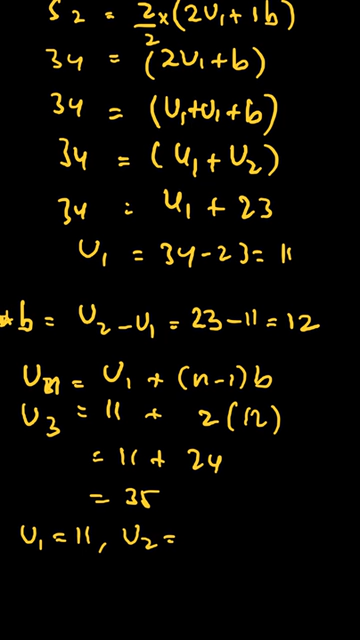 S2 = 2/2 x (2U1 + 1b)
34 = (2U1 + b)
34 = (U1 + U1 + b)
34 = (U1 + U2)
34 : U1 + 23
U1 = 34 - 23 = 11
* b = U2 - U1 = 23 - 11 = 12
Un = U1 + (n-1)b
U3 = 11 + 2(12)
= 11 + 24
= 35
U1 = 11, U2 =